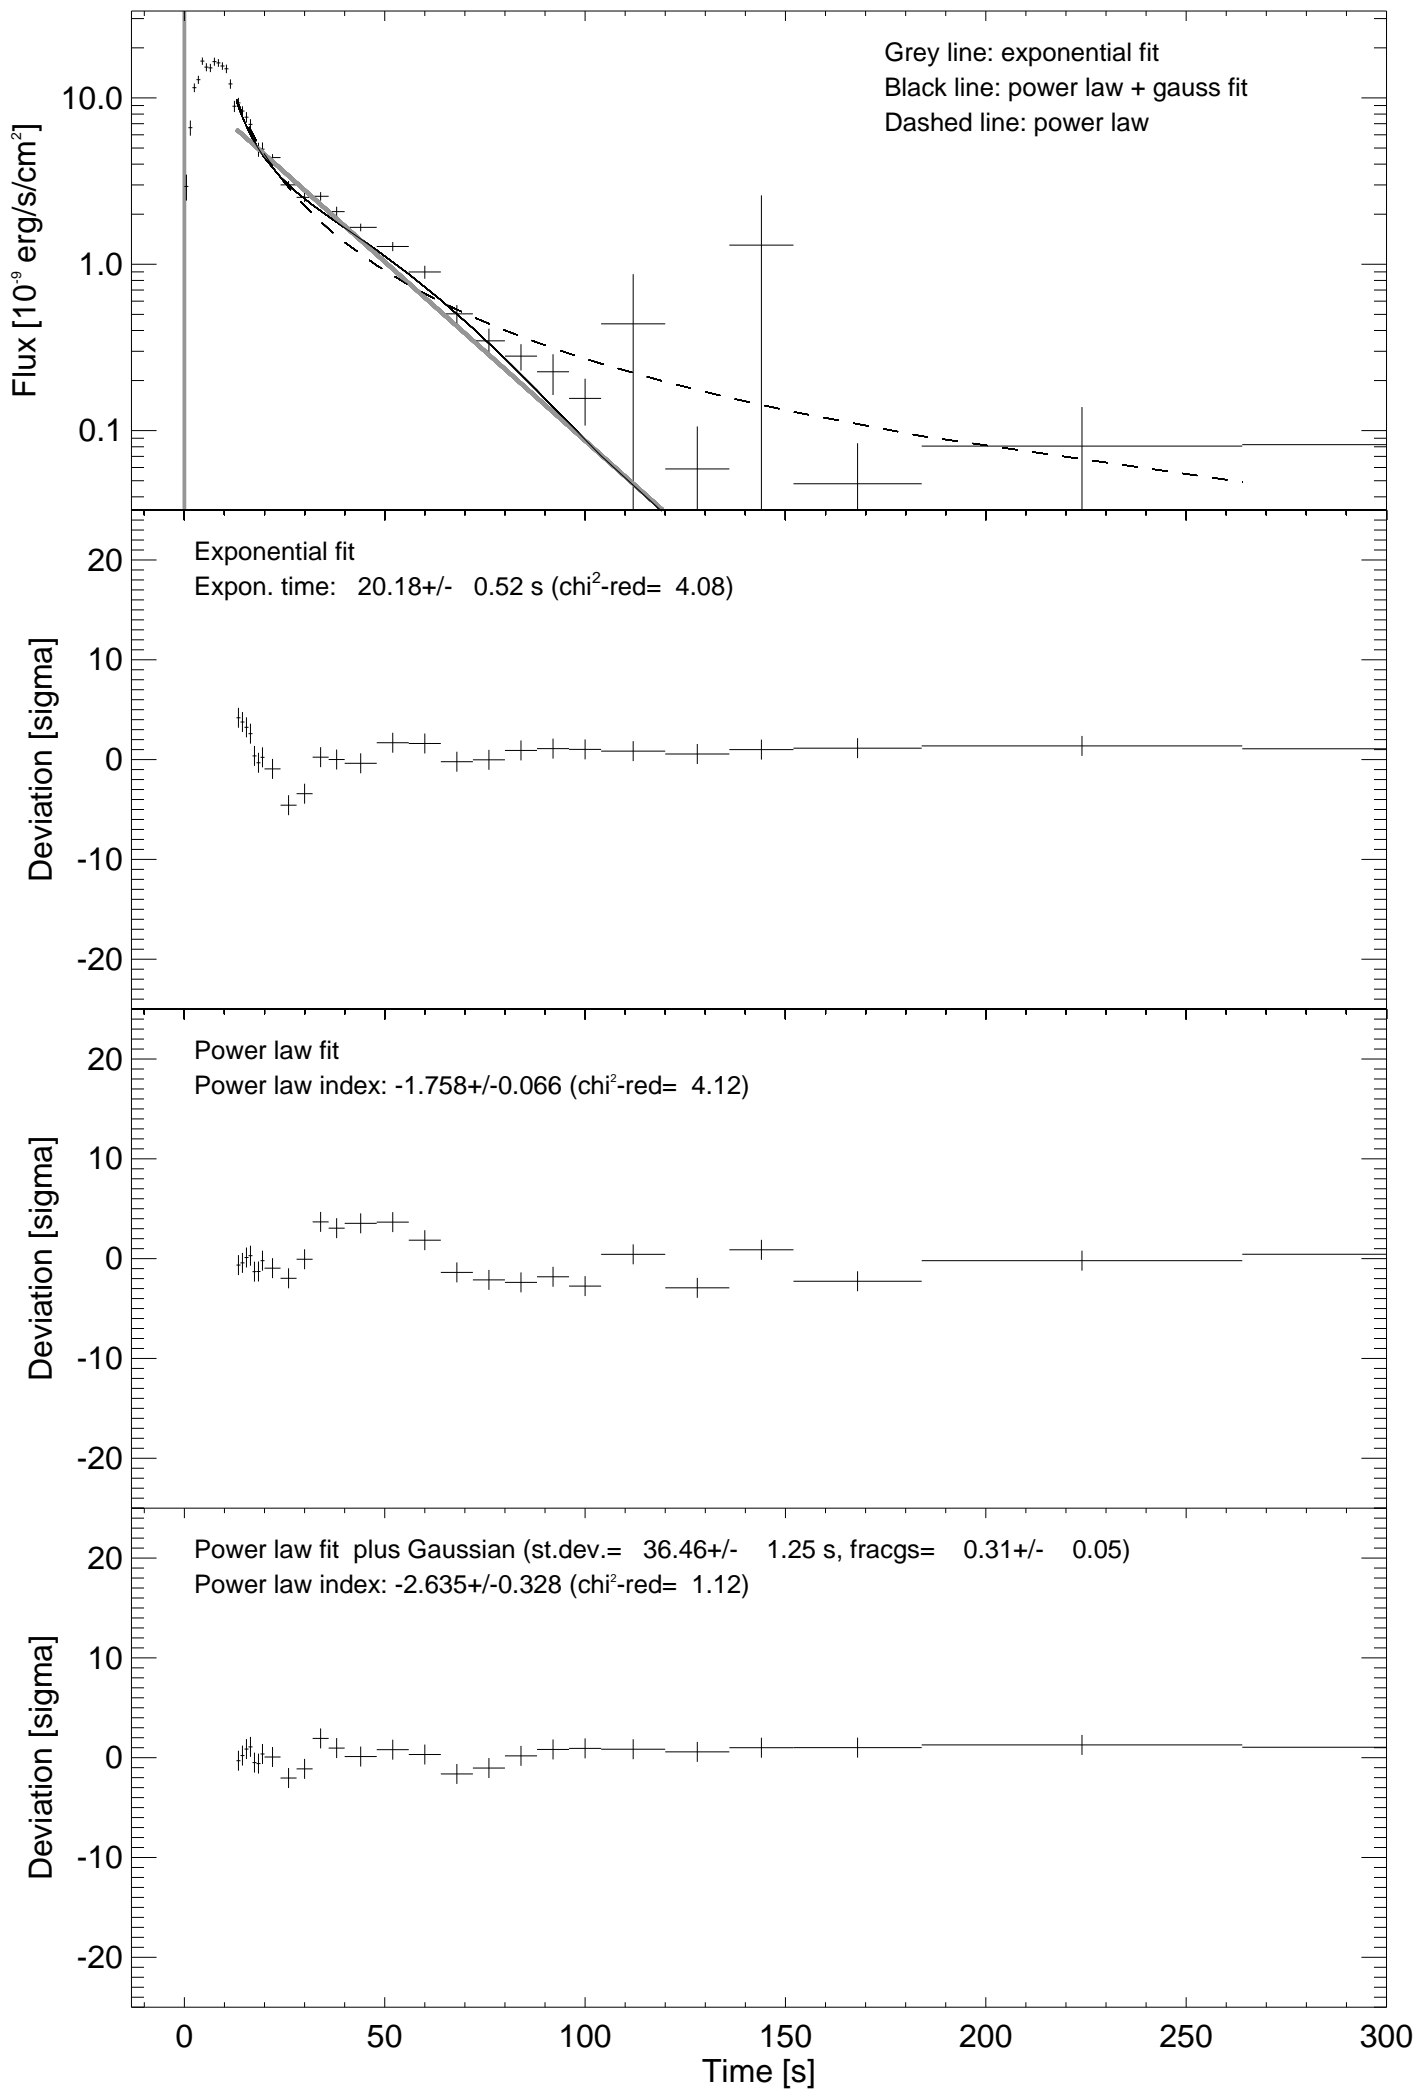 Grey line: exponential fit
Black line: power law + gauss fit
Dashed line: power law
10.0
1.0
0.1
Flux [10⁻⁹ erg/s/cm²]
Exponential fit
Expon. time: 20.18+/- 0.52 s (chi²-red= 4.08)
20
10
0
-10
-20
Deviation [sigma]
Power law fit
Power law index: -1.758+/-0.066 (chi²-red= 4.12)
20
10
0
-10
-20
Deviation [sigma]
Power law fit plus Gaussian (st.dev.= 36.46+/- 1.25 s, fracgs= 0.31+/- 0.05)
Power law index: -2.635+/-0.328 (chi²-red= 1.12)
20
10
0
-10
-20
Deviation [sigma]
0 50 100 150 200 250 300
Time [s]